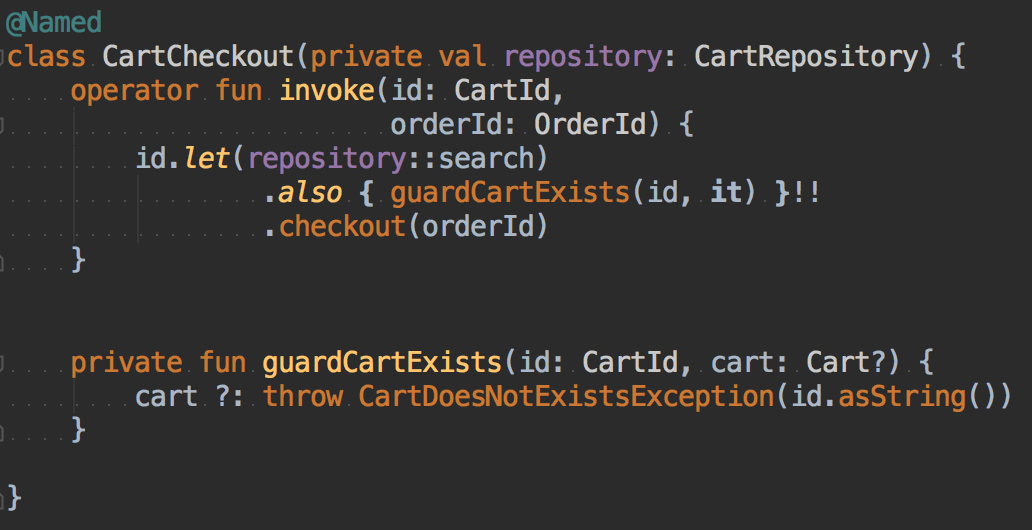 @Named
class CartCheckout(private val repository: CartRepository) {
    operator fun invoke(id: CartId,
                        orderId: OrderId) {
        id.let(repository::search)
                .also { guardCartExists(id, it) }!!
                .checkout(orderId)
    }
    private fun guardCartExists(id: CartId, cart: Cart?) {
        cart ?: throw CartDoesNotExistsException(id.asString())
    }
}